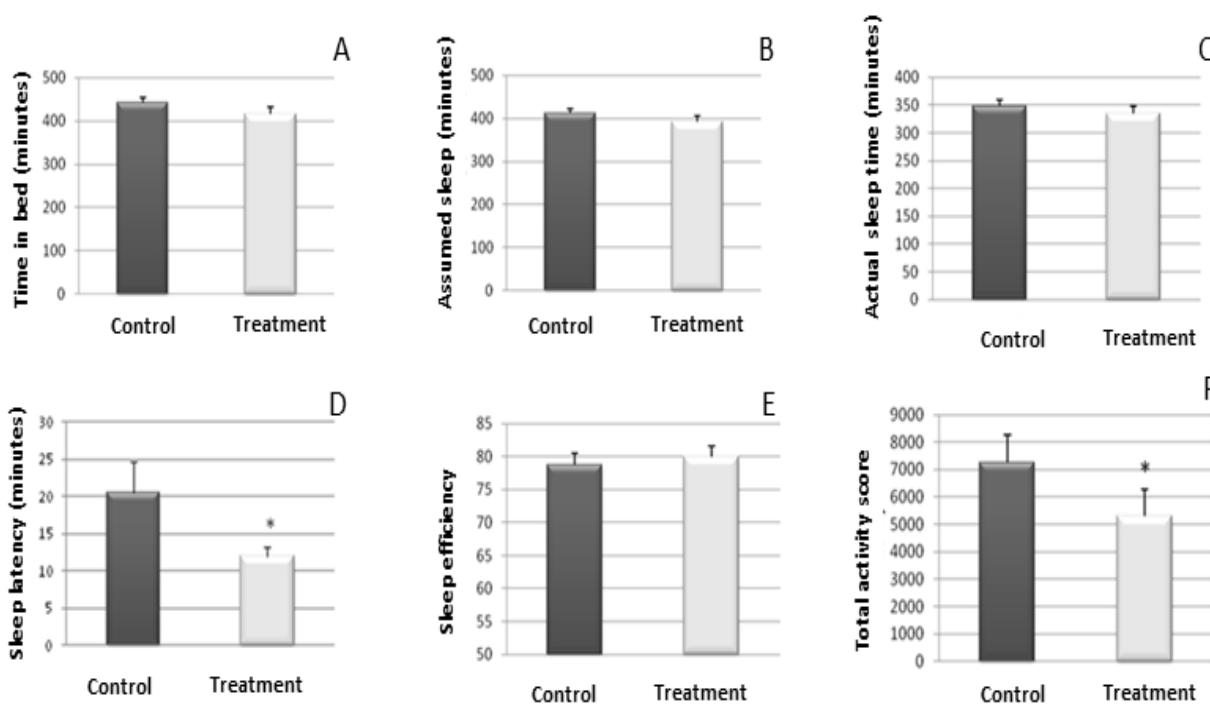 A
Time in bed (minutes)
500
400
300
200
100
0
Control Treatment
B
Assumed sleep (minutes)
500
400
300
200
100
0
Control Treatment
C
Actual sleep time (minutes)
400
350
300
250
200
150
100
50
0
Control Treatment
D
Sleep latency (minutes)
30
25
20
15
10
5
0
*
Control Treatment
E
Sleep efficiency
85
80
75
70
65
60
55
50
Control Treatment
F
Total activity score
9000
8000
7000
6000
5000
4000
3000
2000
1000
0
*
Control Treatment